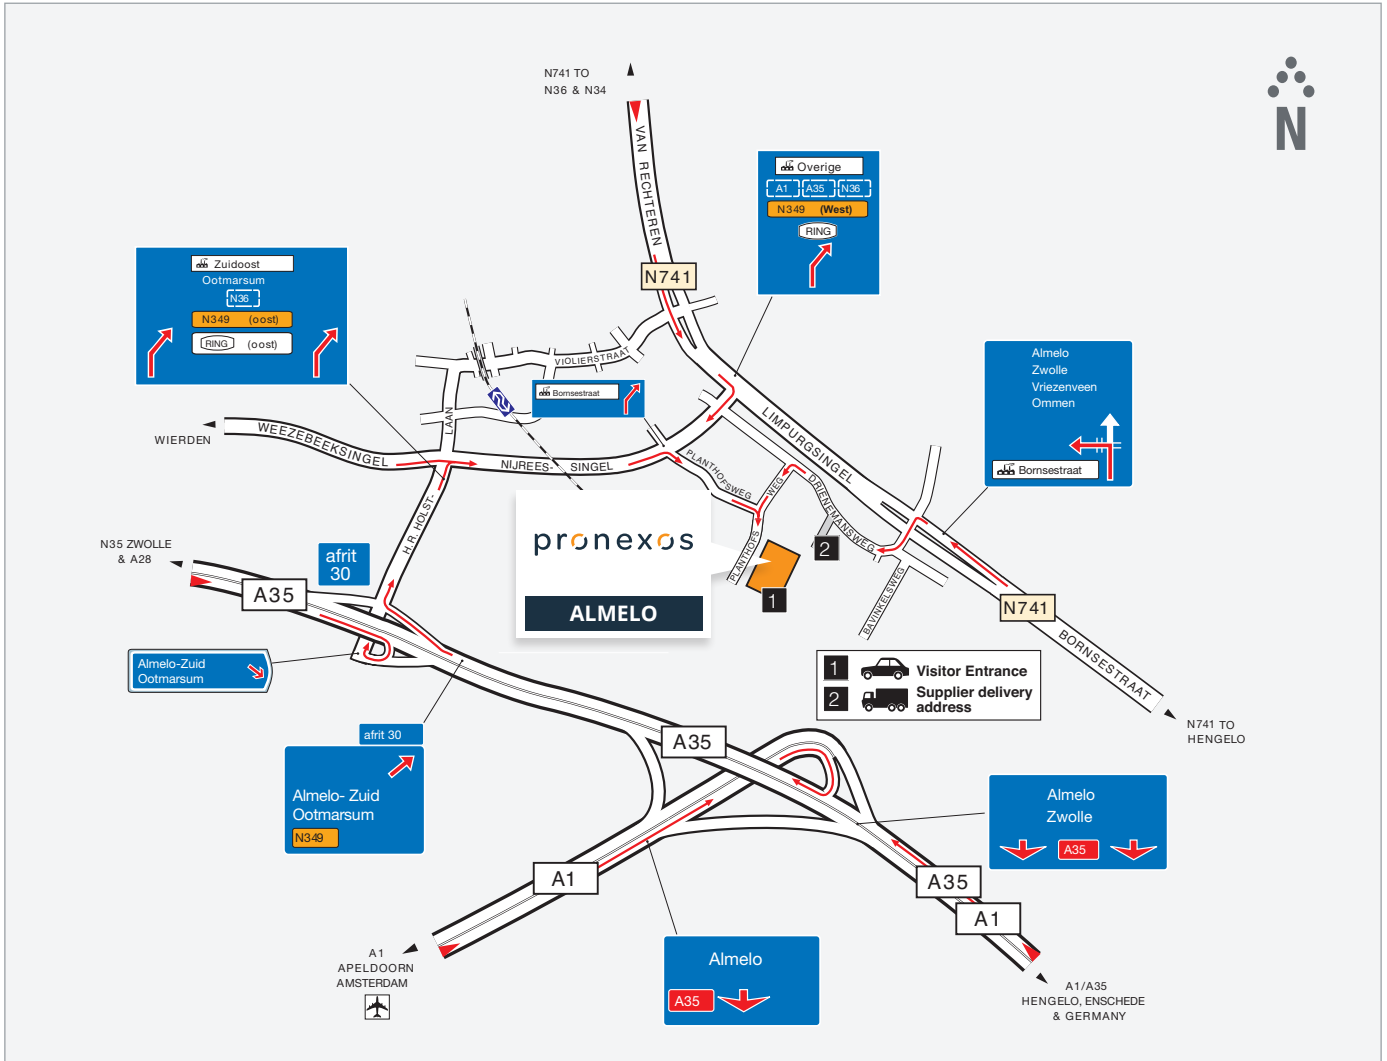 N741 TO
N36 & N34
N
VAN RECHTEREN
Overige
A1 A35 N36
N349 (West)
RING
N741
Zuidoost
Ootmarsum
N36
N349 (oost)
RING (oost)
VIOLIERSTRAAT
Almelo
Zwolle
Vriezenveen
Ommen
Bornsestraat
Bornsestraat
LAAN
LIMPURGSINGEL
WIERDEN
WEEZEBEEKSINGEL
NIJREES- SINGEL
PLANTHOFSWEG
WEG
DRIENEMANSWEG
H.R. HOLST-
pronexos
ALMELO
PLANTHOFS
2
1
N35 ZWOLLE
& A28
afrit
30
A35
BAVINKELSWEG
N741
BORNSESTRAAT
Almelo-Zuid
Ootmarsum
1 Visitor Entrance
2 Supplier delivery
address
N741 TO
HENGELO
afrit 30
Almelo- Zuid
Ootmarsum
N349
A35
Almelo
Zwolle
A35
A1
A35
A1
Almelo
A35
A1
APELDOORN
AMSTERDAM
A1/A35
HENGELO, ENSCHEDE
& GERMANY